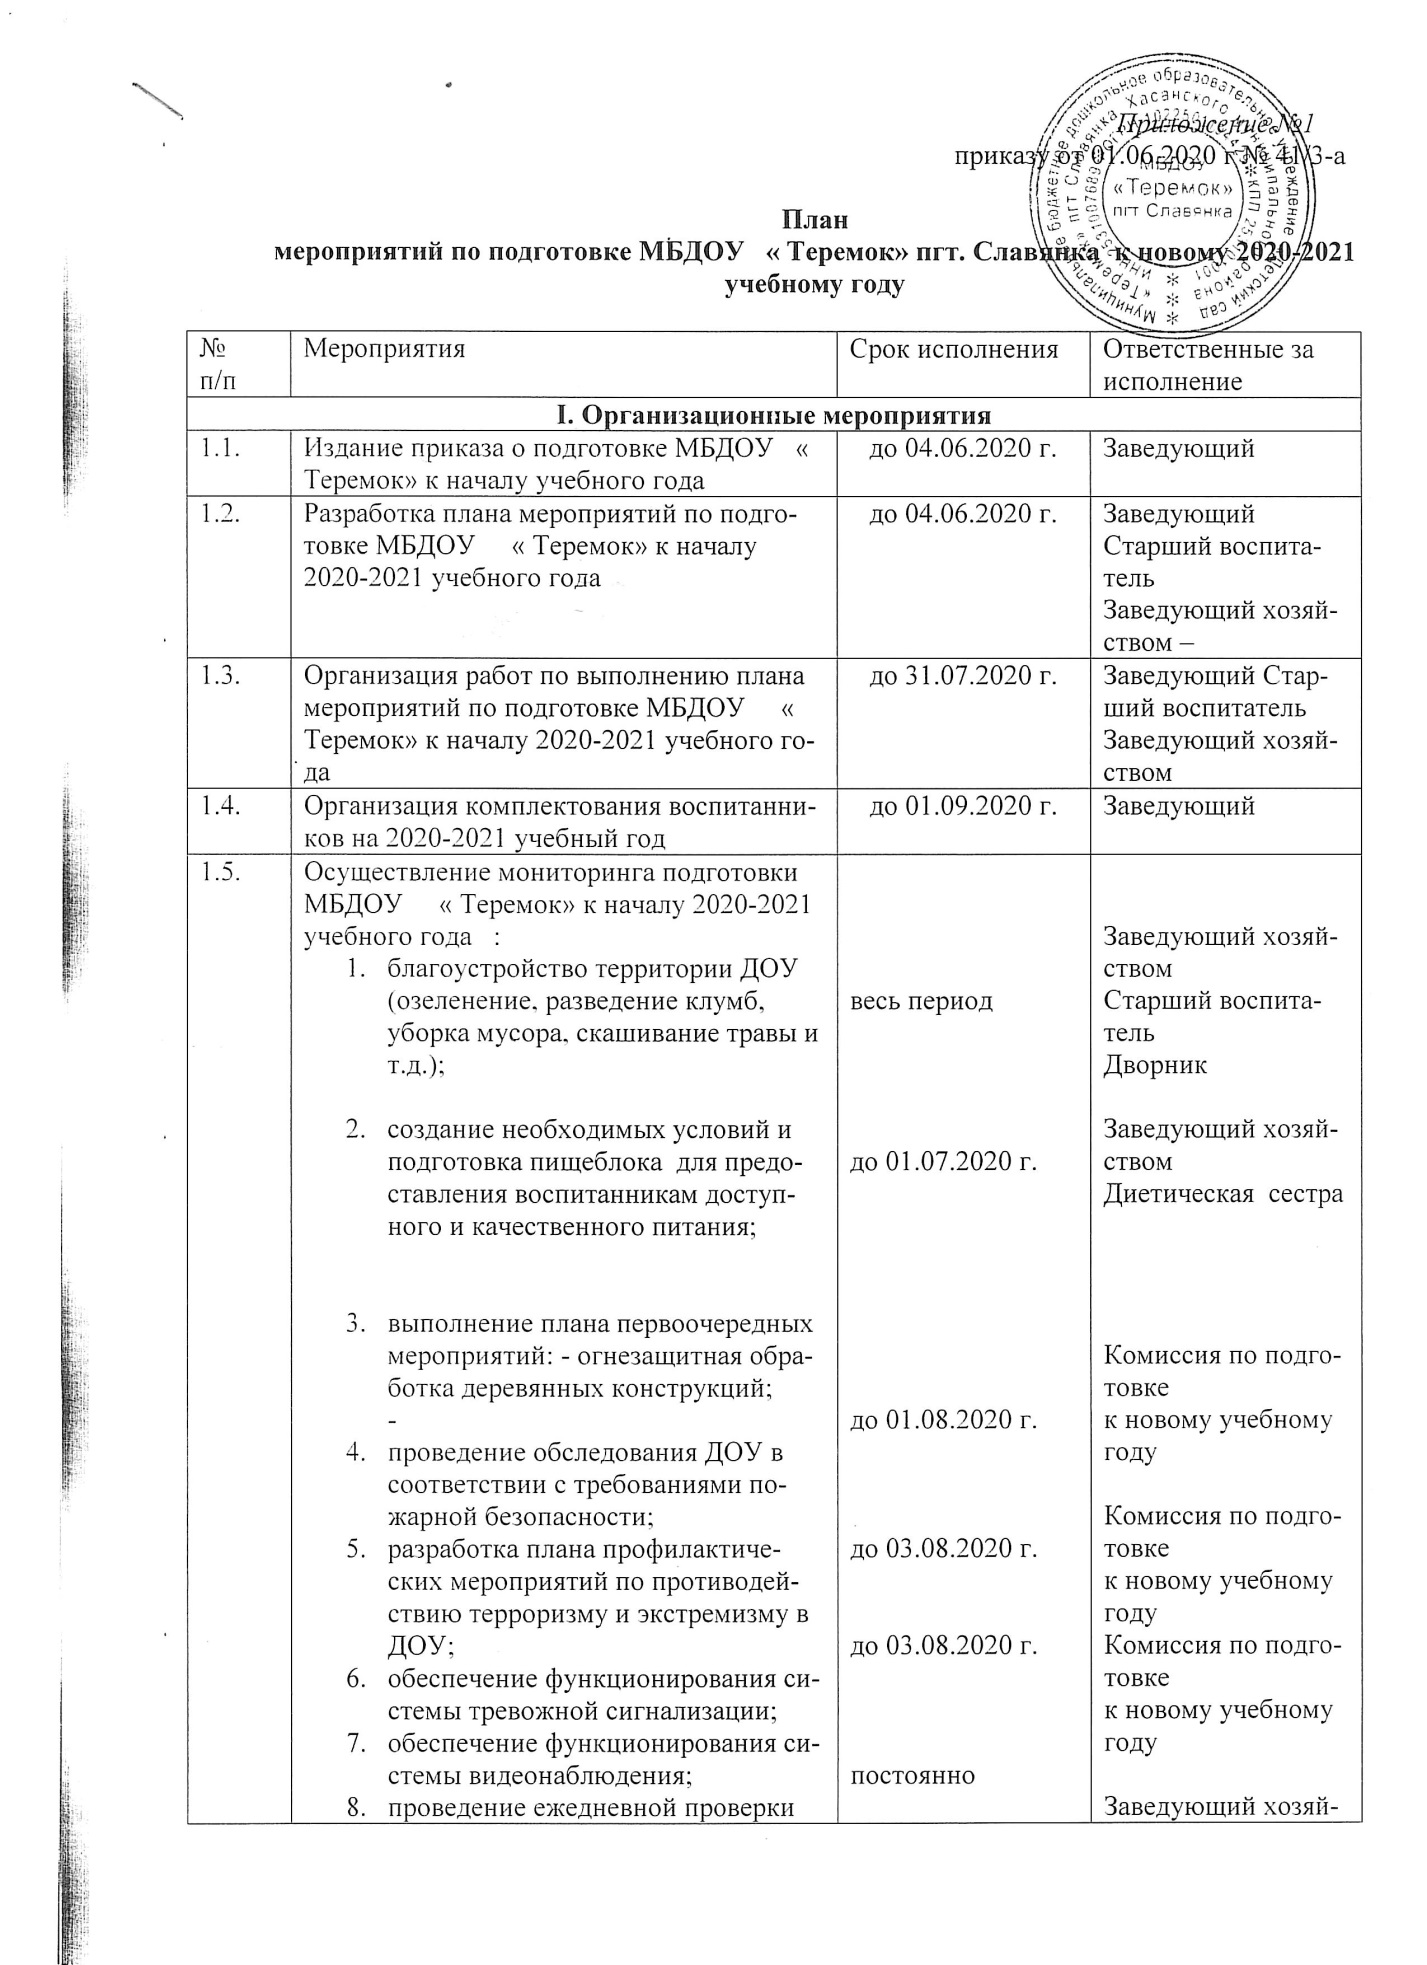 Приложение №1
приказу от 01.06.2020 г № 41/3-а
МБДОУ
«Теремок»
пгт Славянка
План
мероприятий по подготовке МБДОУ « Теремок» пгт. Славянка к новому 2020-2021
учебному году
№
п/п
Мероприятия
Срок исполнения
Ответственные за
исполнение
I. Организационные мероприятия
1.1.
Издание приказа о подготовке МБДОУ «
Теремок» к началу учебного года
до 04.06.2020 г.
Заведующий
1.2.
Разработка плана мероприятий по подго-
товке МБДОУ « Теремок» к началу
2020-2021 учебного года
до 04.06.2020 г.
Заведующий
Старший воспита-
тель
Заведующий хозяй-
ством –
1.3.
Организация работ по выполнению плана
мероприятий по подготовке МБДОУ «
Теремок» к началу 2020-2021 учебного го-
да
до 31.07.2020 г.
Заведующий Стар-
ший воспитатель
Заведующий хозяй-
ством
1.4.
Организация комплектования воспитанни-
ков на 2020-2021 учебный год
до 01.09.2020 г.
Заведующий
1.5.
Осуществление мониторинга подготовки
МБДОУ « Теремок» к началу 2020-2021
учебного года :
1. благоустройство территории ДОУ
(озеленение, разведение клумб,
уборка мусора, скашивание травы и
т.д.);
2. создание необходимых условий и
подготовка пищеблока для предо-
ставления воспитанникам доступ-
ного и качественного питания;
3. выполнение плана первоочередных
мероприятий: - огнезащитная обра-
ботка деревянных конструкций;
-
4. проведение обследования ДОУ в
соответствии с требованиями по-
жарной безопасности;
5. разработка плана профилактиче-
ских мероприятий по противодей-
ствию терроризму и экстремизму в
ДОУ;
6. обеспечение функционирования си-
стемы тревожной сигнализации;
7. обеспечение функционирования си-
стемы видеонаблюдения;
8. проведение ежедневной проверки
весь период
до 01.07.2020 г.
до 01.08.2020 г.
до 03.08.2020 г.
до 03.08.2020 г.
постоянно
Заведующий хозяй-
ством
Старший воспита-
тель
Дворник
Заведующий хозяй-
ством
Диетическая сестра
Комиссия по подго-
товке
к новому учебному
году
Комиссия по подго-
товке
к новому учебному
году
Комиссия по подго-
товке
к новому учебному
году
Заведующий хозяй-